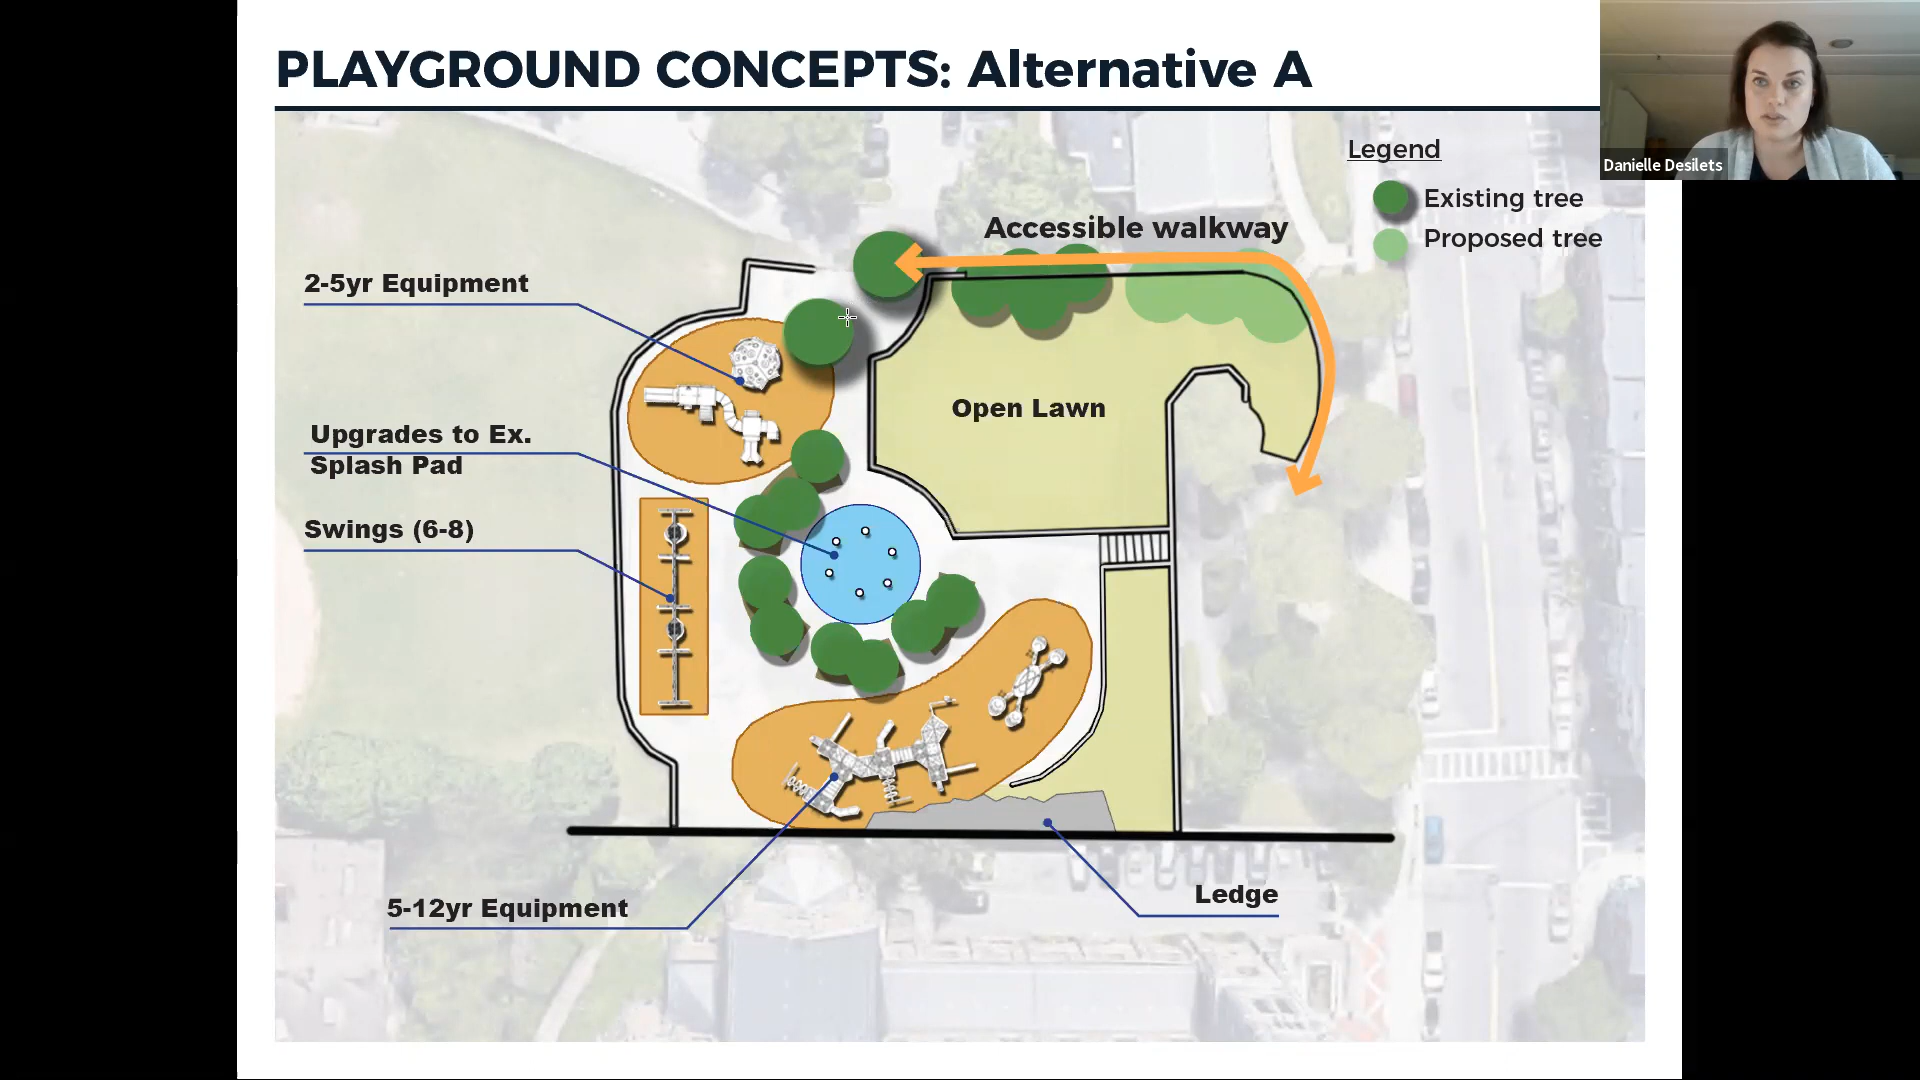 PLAYGROUND CONCEPTS: Alternative A
Danielle Desilets
Legend
Existing tree
Proposed tree
Accessible walkway
2-5yr Equipment
Open Lawn
Upgrades to Ex.
Splash Pad
Swings (6-8)
5-12yr Equipment
Ledge